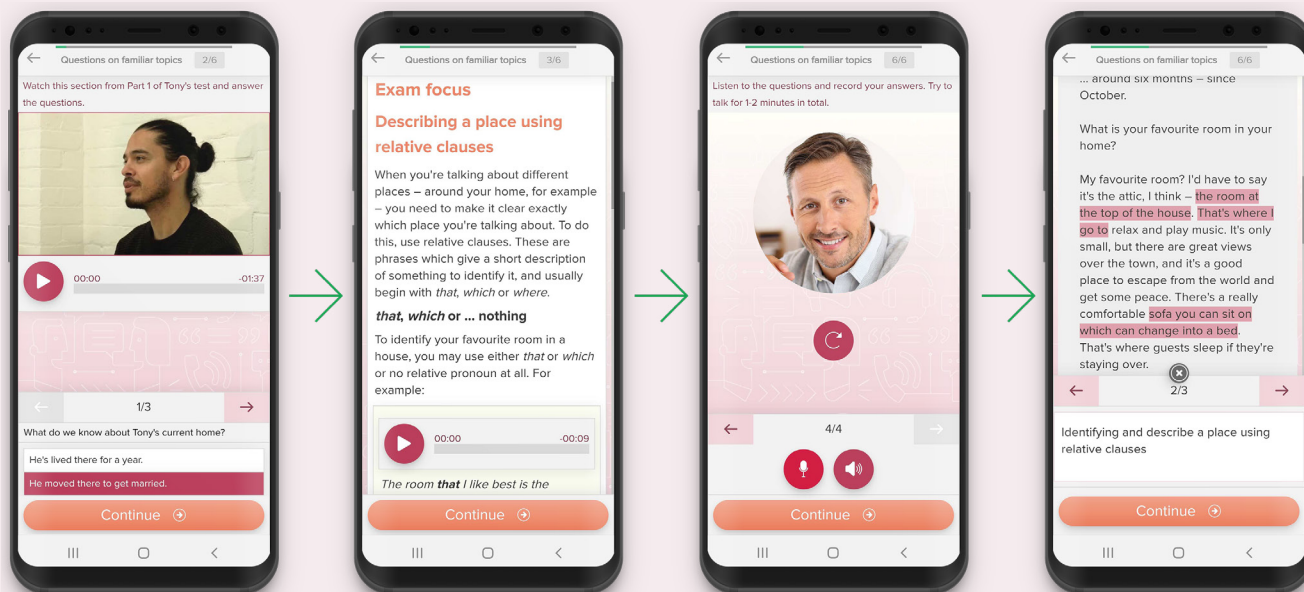 Questions on familiar topics 2/6
Watch this section from Part 1 of Tony's test and answer
the questions.
00:00 -01:37
1/3
What do we know about Tony's current home?
He's lived there for a year.
He moved there to get married.
Continue
Questions on familiar topics 3/6
Exam focus
Describing a place using
relative clauses
When you're talking about different
places – around your home, for example
– you need to make it clear exactly
which place you're talking about. To do
this, use relative clauses. These are
phrases which give a short description
of something to identify it, and usually
begin with that, which or where.
that, which or ... nothing
To identify your favourite room in a
house, you may use either that or which
or no relative pronoun at all. For
example:
00:00 -00:09
The room that I like best is the
Continue
Questions on familiar topics 6/6
Listen to the questions and record your answers. Try to
talk for 1-2 minutes in total.
4/4
Continue
Questions on familiar topics 6/6
... around six months – since
October.
What is your favourite room in your
home?
My favourite room? I'd have to say
it's the attic, I think – the room at
the top of the house. That's where I
go to relax and play music. It's only
small, but there are great views
over the town, and it's a good
place to escape from the world and
get some peace. There's a really
comfortable sofa you can sit on
which can change into a bed.
That's where guests sleep if they're
staying over.
2/3
Identifying and describe a place using
relative clauses
Continue